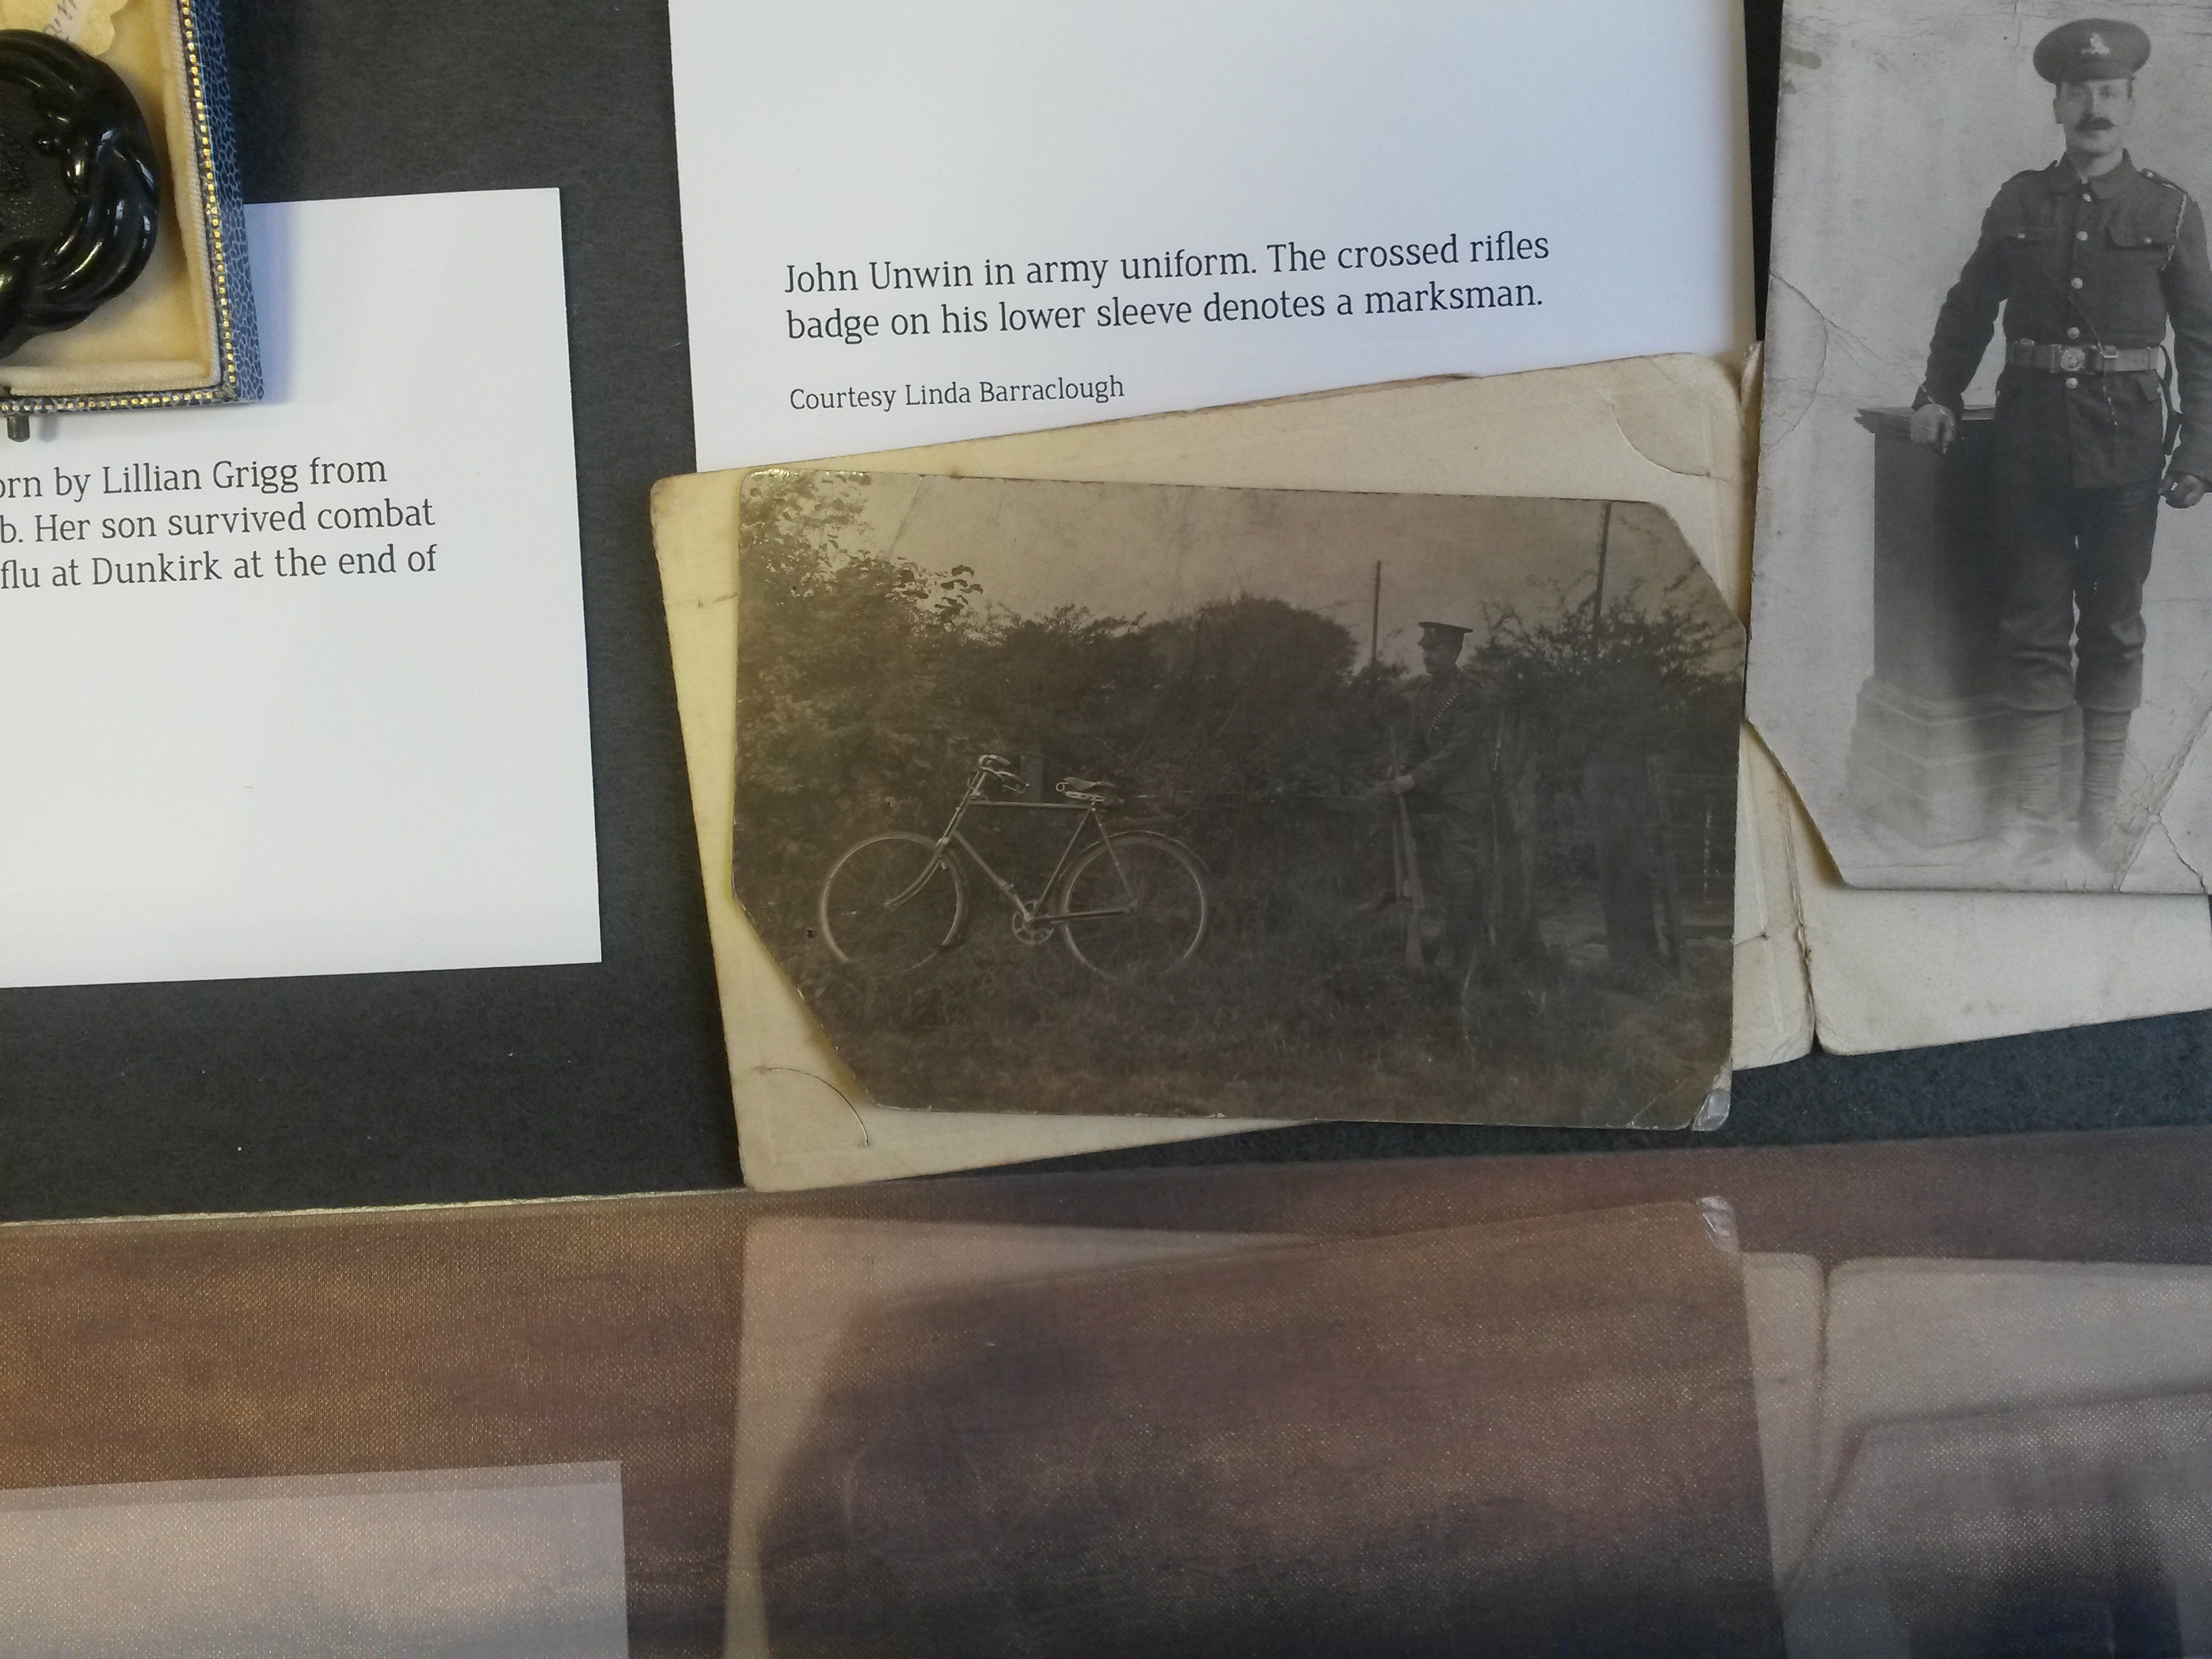 John Unwin in army uniform. The crossed rifles
badge on his lower sleeve denotes a marksman.
Courtesy Linda Barraclough
by Lillian Grigg from
Her son survived combat
flu at Dunkirk at the end of